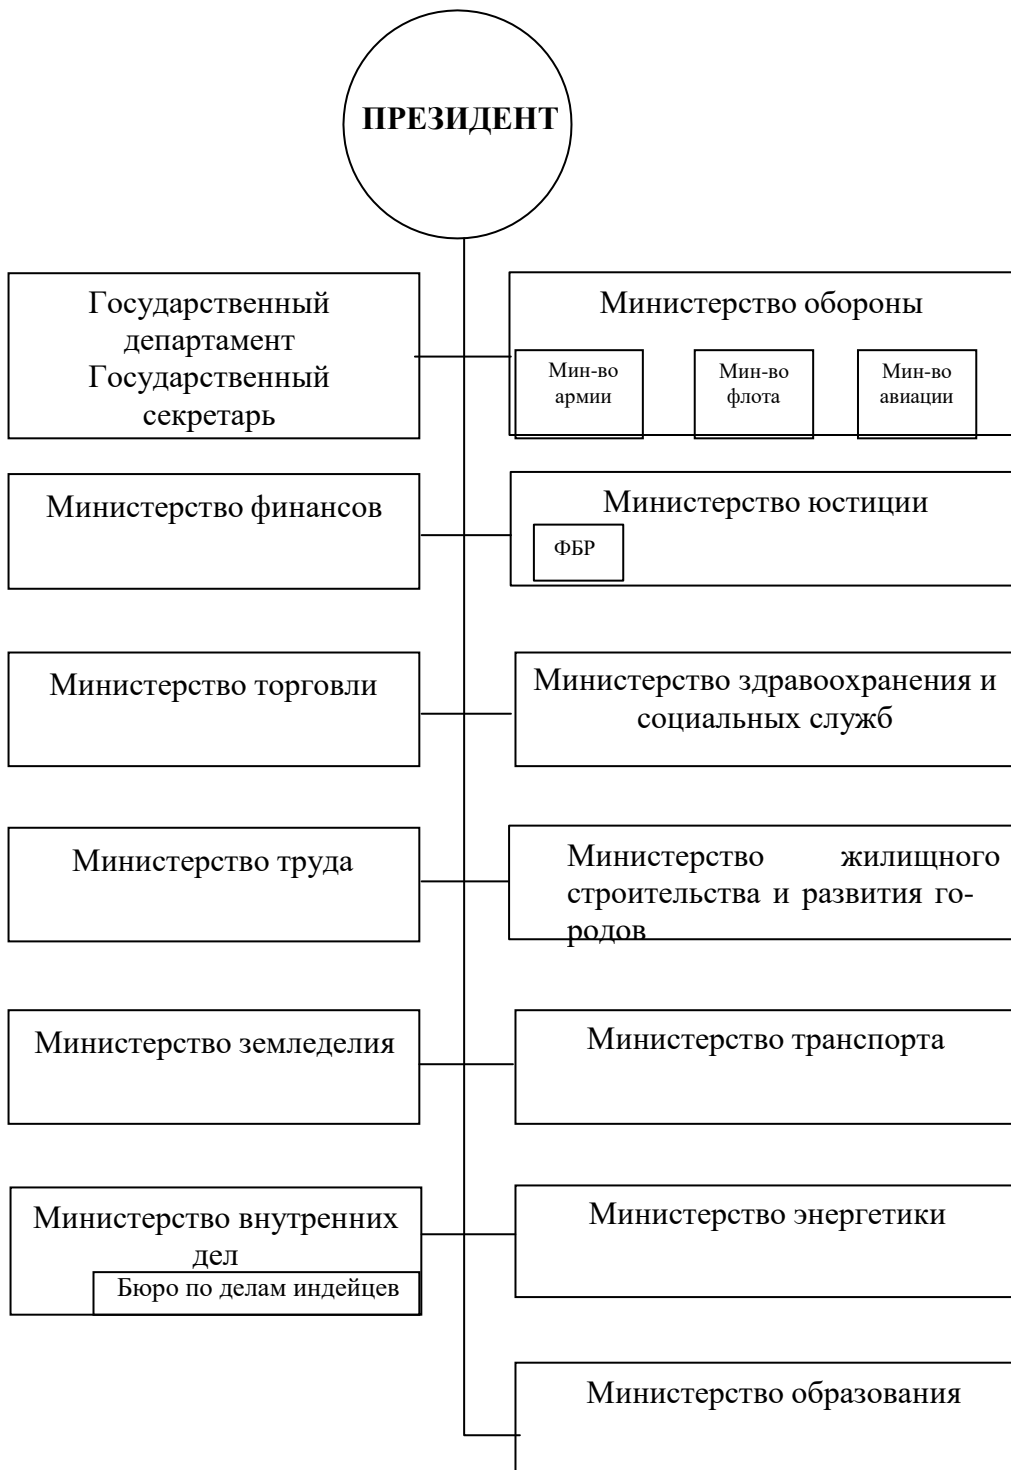 ПРЕЗИДЕНТ
Государственный
департамент
Государственный
секретарь
Министерство обороны
Мин-во
армии
Мин-во
флота
Мин-во
авиации
Министерство финансов
Министерство юстиции
ФБР
Министерство торговли
Министерство здравоохранения и
социальных служб
Министерство труда
Министерство жилищного
строительства и развития го-
родов
Министерство земледелия
Министерство транспорта
Министерство внутренних
дел
Бюро по делам индейцев
Министерство энергетики
Министерство образования